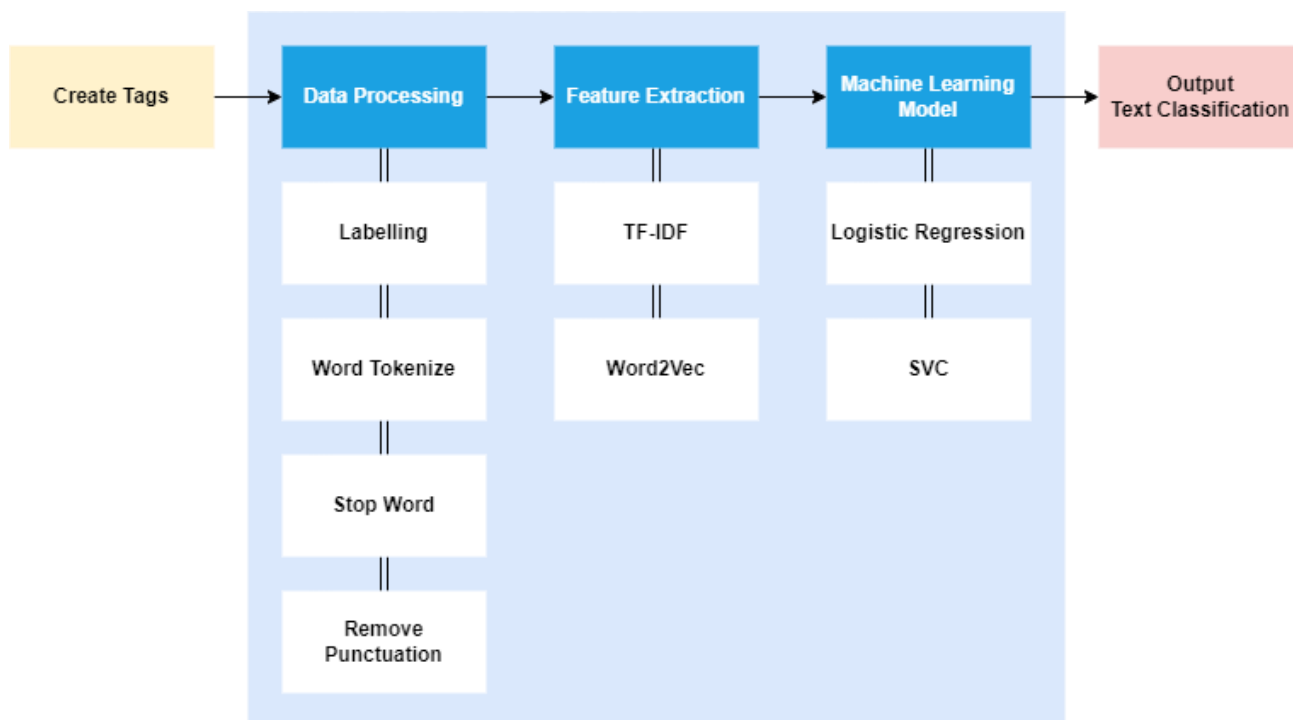 Create Tags
Data Processing
Feature Extraction
Machine Learning
Model
Output
Text Classification
Labelling
TF-IDF
Logistic Regression
Word Tokenize
Word2Vec
SVC
Stop Word
Remove
Punctuation